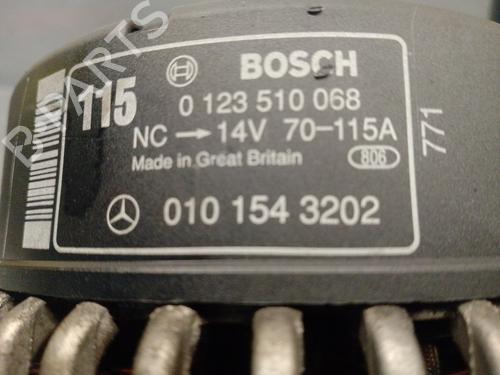 BOSCH
115
0 123 510 068
NC → 14V 70-115A
Made in Great Britain
806
010 154 3202
771
B-PARTS